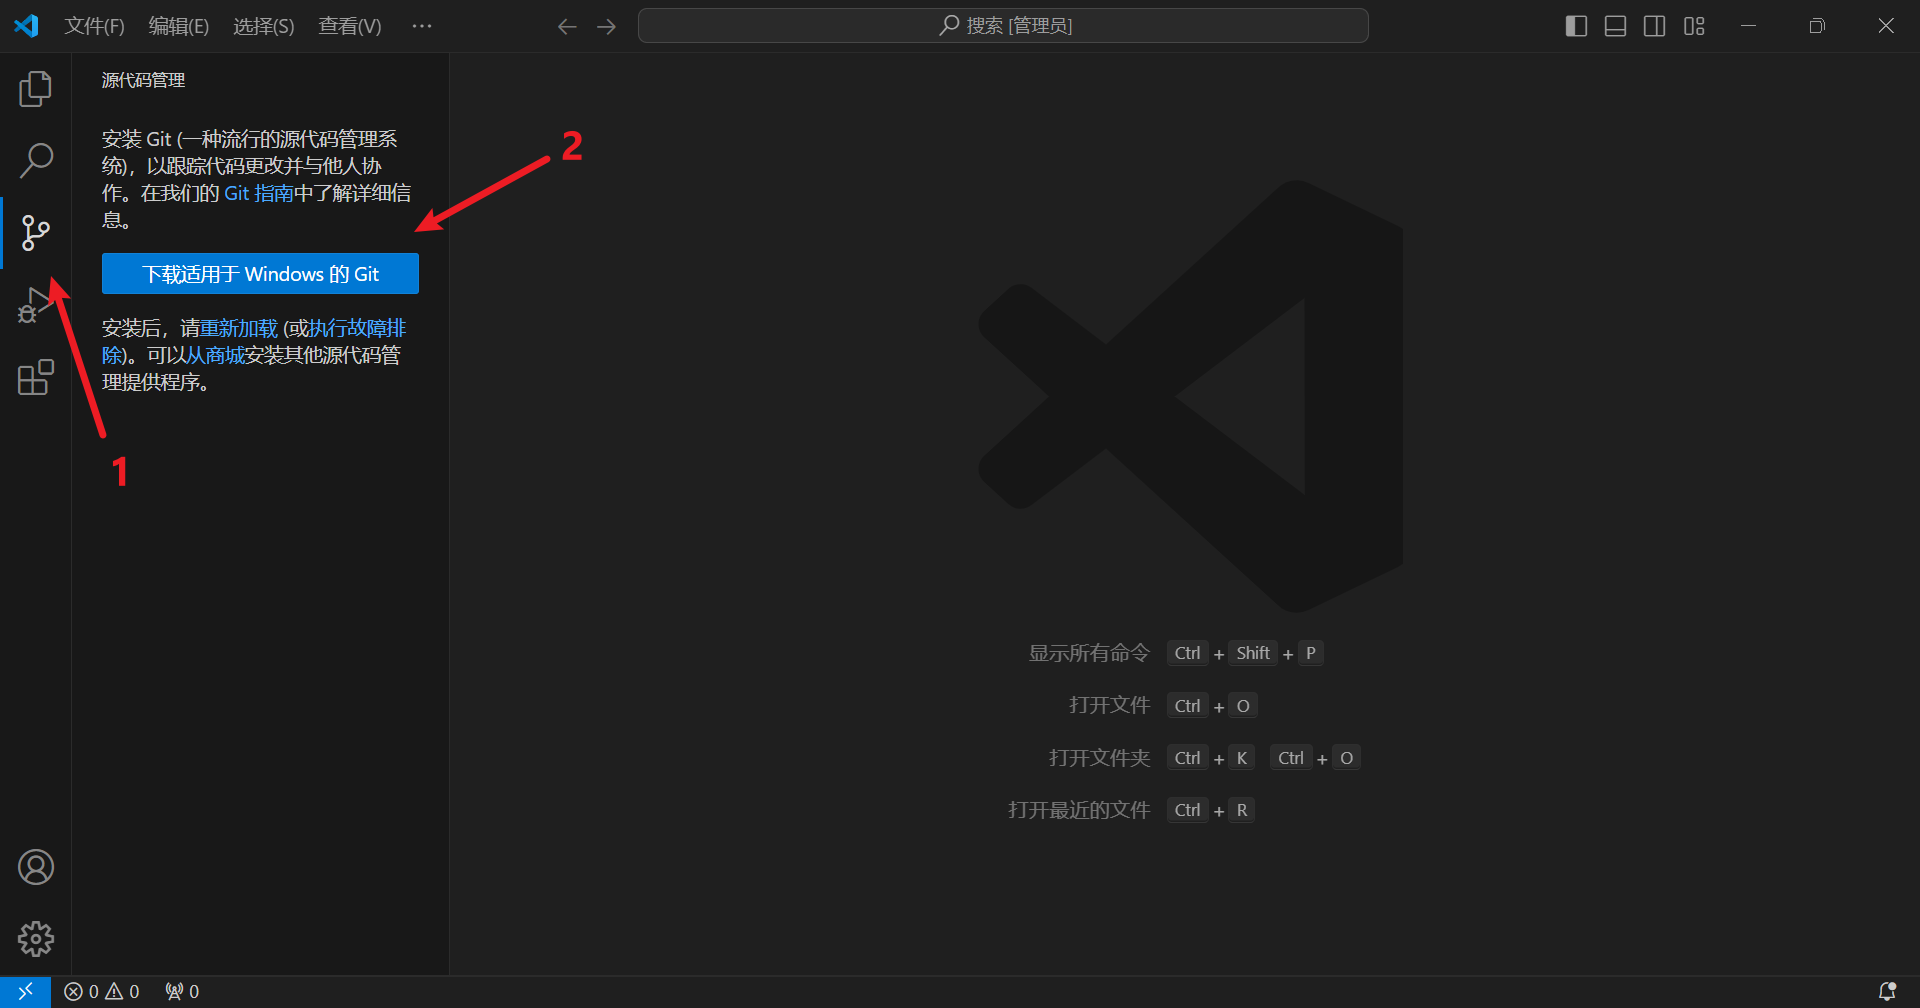 文件(F) 编辑(E) 选择(S) 查看(V) ··· 搜索 [管理员]
源代码管理
安装 Git (一种流行的源代码管理系
统)，以跟踪代码更改并与他人协
作。在我们的 Git 指南中了解详细信
息。
2
下载适用于 Windows 的 Git
安装后，请重新加载 (或执行故障排
除)。可以从商城安装其他源代码管
理提供程序。
1
显示所有命令 Ctrl + Shift + P
打开文件 Ctrl + O
打开文件夹 Ctrl + K Ctrl + O
打开最近的文件 Ctrl + R
0 0 0